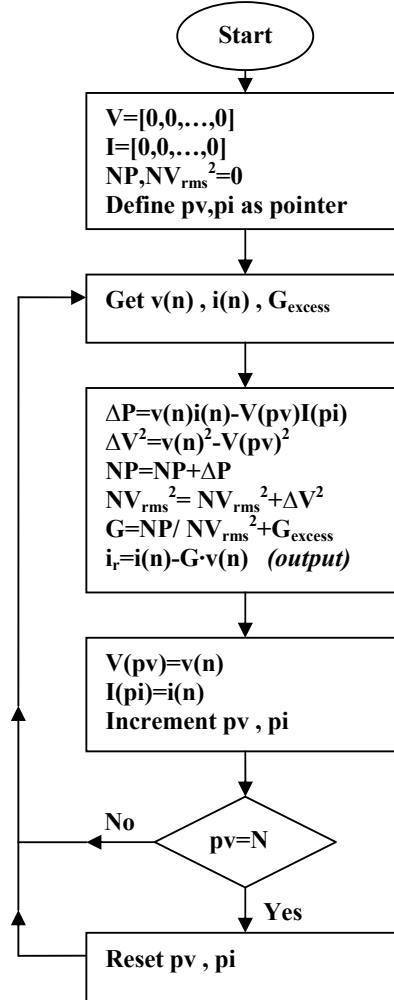 Start
V=[0,0,…,0]
I=[0,0,…,0]
NP,NVrms²=0
Define pv,pi as pointer
Get v(n) , i(n) , Gexcess
ΔP=v(n)i(n)-V(pv)I(pi)
ΔV²=v(n)²-V(pv)²
NP=NP+ΔP
NVrms²= NVrms²+ΔV²
G=NP/ NVrms²+Gexcess
ir=i(n)-G·v(n) (output)
V(pv)=v(n)
I(pi)=i(n)
Increment pv , pi
No
pv=N
Yes
Reset pv , pi